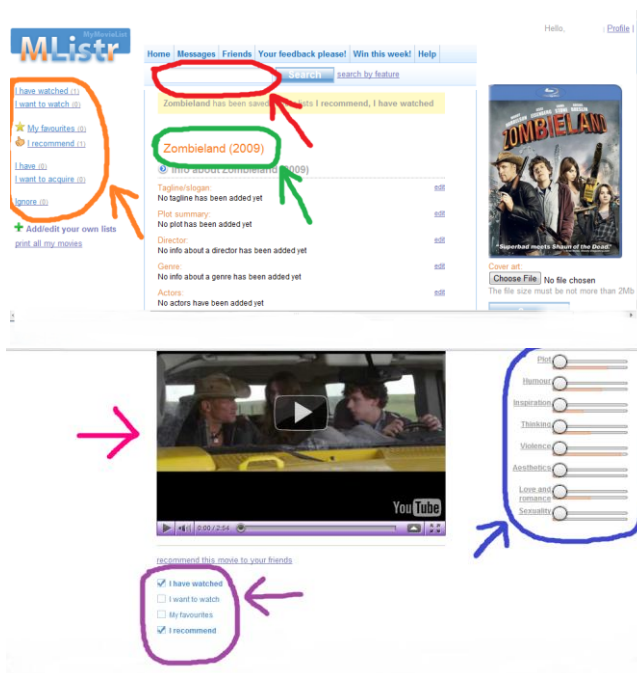 Hello, : Profile |
MyMovieList
MListr
Home Messages Friends Your feedback please! Win this week! Help
Search search by feature
I have watched (1)
I want to watch (0)
My favourites (0)
I recommend (1)
I have (0)
I want to acquire (0)
Ignore (0)
Add/edit your own lists
print all my movies
Zombieland has been saved lists I recommend, I have watched
Zombieland (2009)
Info about Zombieland (2009)
Tagline/slogan: edit
No tagline has been added yet
Plot summary: edit
No plot has been added yet
Director: edit
No info about a director has been added yet
Genre: edit
No info about a genre has been added yet
Actors: edit
No actors have been added yet
ZOMBIELAND
"Superbad meets Shaun of the Dead."
Cover art:
Choose File No file chosen
The file size must be not more than 2Mb
YouTube
0:00 / 2:54
Plot
Humour
Inspiration
Thinking
Violence
Aesthetics
Love and
romance
Sexuality
recommend this movie to your friends
I have watched
I want to watch
My favourites
I recommend